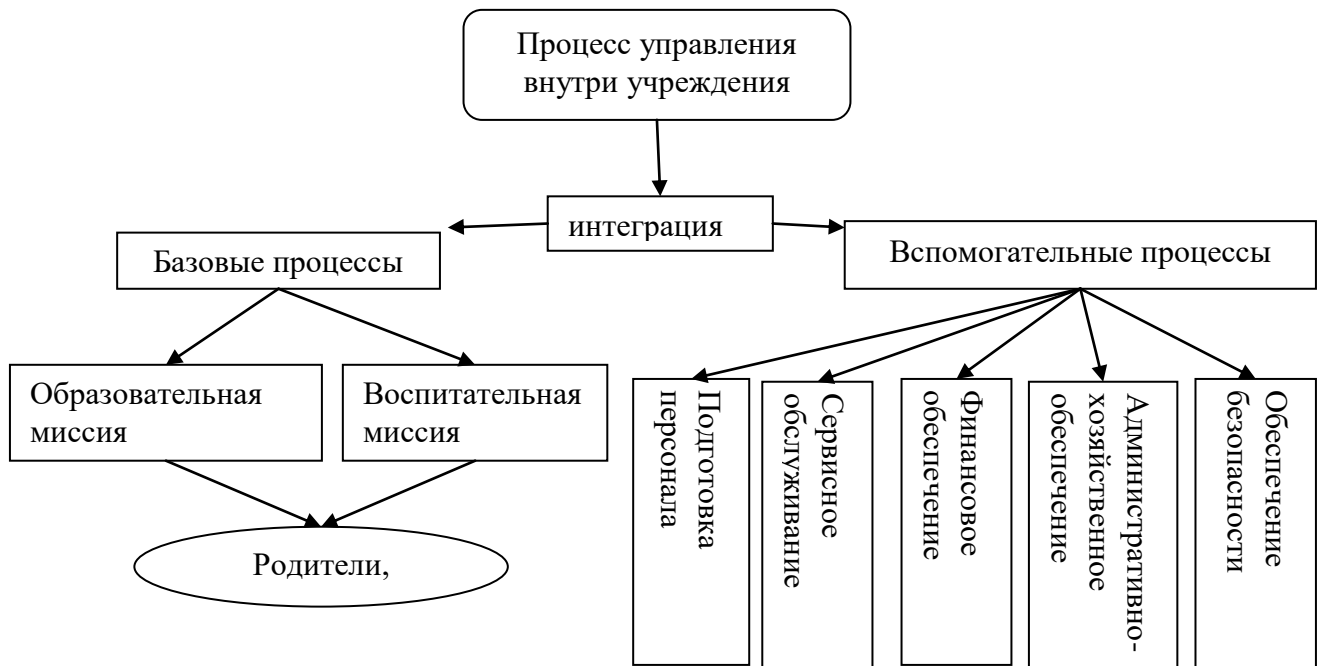 Процесс управления
внутри учреждения
интеграция
Базовые процессы
Вспомогательные процессы
Образовательная
миссия
Воспитательная
миссия
Подготовка
персонала
Сервисное
обслуживание
Финансовое
обеспечение
Административно-
хозяйственное
обеспечение
Обеспечение
безопасности
Родители,